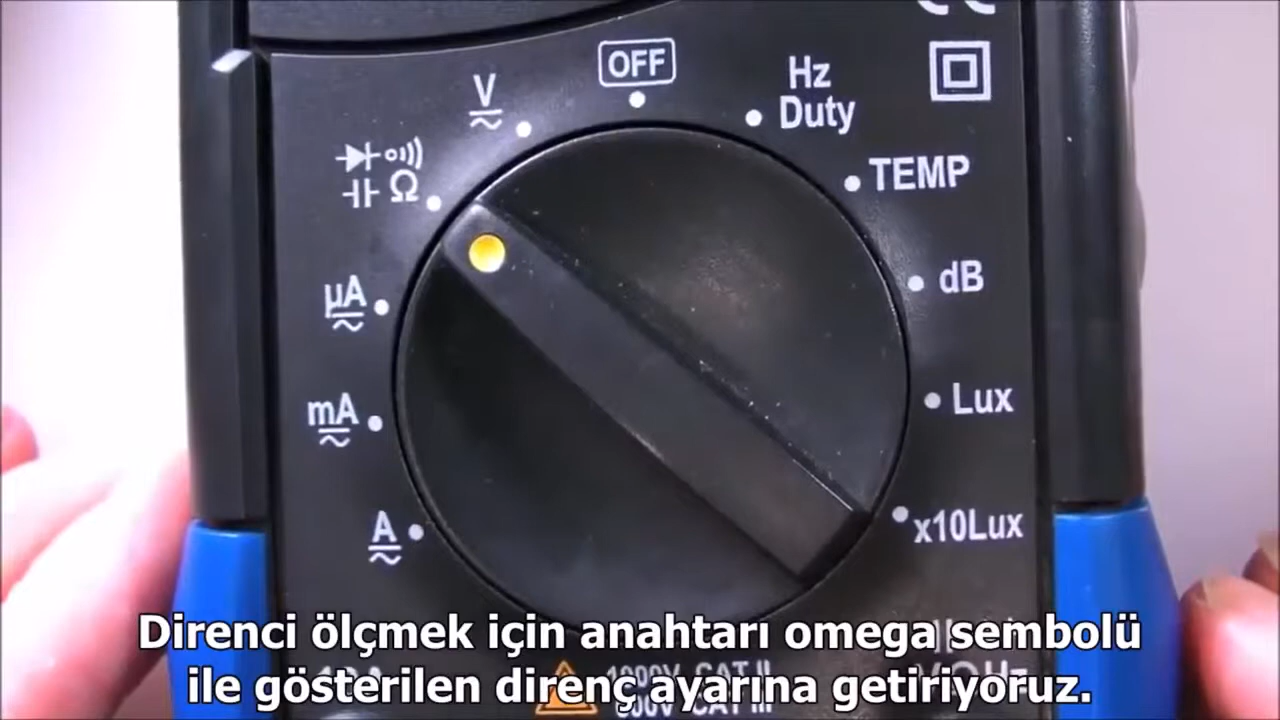 OFF
V
Hz
Duty
Ω
TEMP
µA
dB
mA
Lux
A
x10Lux
Direnci ölçmek için anahtarı omega sembolü
ile gösterilen direnç ayarına getiriyoruz.